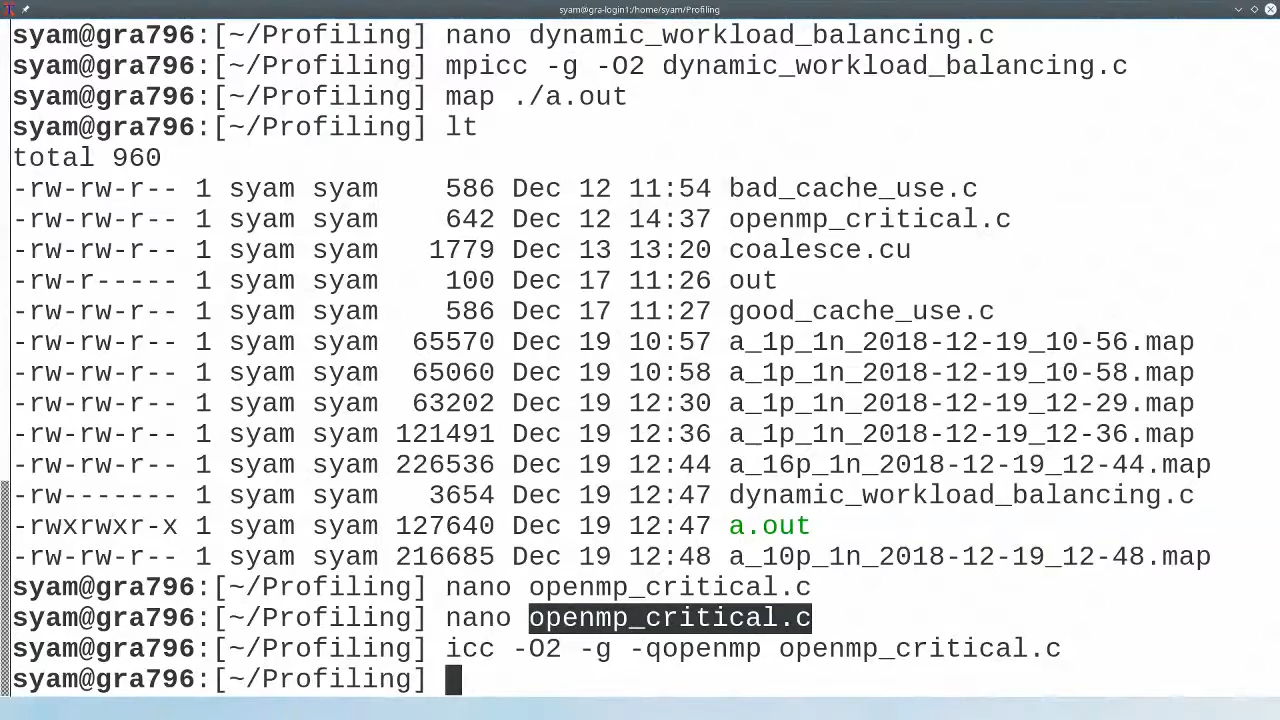 syam@gra-login1:/home/syam/Profiling
syam@gra796:[~/Profiling] nano dynamic_workload_balancing.c
syam@gra796:[~/Profiling] mpicc -g -O2 dynamic_workload_balancing.c
syam@gra796:[~/Profiling] map ./a.out
syam@gra796:[~/Profiling] lt
total 960
-rw-rw-r-- 1 syam syam    586 Dec 12 11:54 bad_cache_use.c
-rw-rw-r-- 1 syam syam    642 Dec 12 14:37 openmp_critical.c
-rw-rw-r-- 1 syam syam   1779 Dec 13 13:20 coalesce.cu
-rw-r----- 1 syam syam    100 Dec 17 11:26 out
-rw-rw-r-- 1 syam syam    586 Dec 17 11:27 good_cache_use.c
-rw-rw-r-- 1 syam syam  65570 Dec 19 10:57 a_1p_1n_2018-12-19_10-56.map
-rw-rw-r-- 1 syam syam  65060 Dec 19 10:58 a_1p_1n_2018-12-19_10-58.map
-rw-rw-r-- 1 syam syam  63202 Dec 19 12:30 a_1p_1n_2018-12-19_12-29.map
-rw-rw-r-- 1 syam syam 121491 Dec 19 12:36 a_1p_1n_2018-12-19_12-36.map
-rw-rw-r-- 1 syam syam 226536 Dec 19 12:44 a_16p_1n_2018-12-19_12-44.map
-rw------- 1 syam syam   3654 Dec 19 12:47 dynamic_workload_balancing.c
-rwxrwxr-x 1 syam syam 127640 Dec 19 12:47 a.out
-rw-rw-r-- 1 syam syam 216685 Dec 19 12:48 a_10p_1n_2018-12-19_12-48.map
syam@gra796:[~/Profiling] nano openmp_critical.c
syam@gra796:[~/Profiling] nano openmp_critical.c
syam@gra796:[~/Profiling] icc -O2 -g -qopenmp openmp_critical.c
syam@gra796:[~/Profiling]